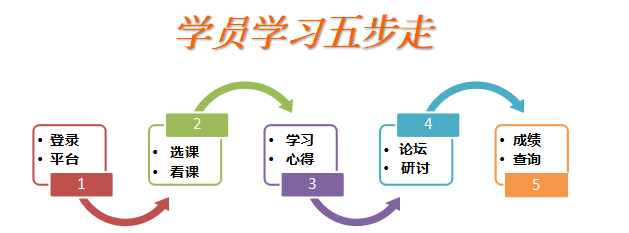 学员学习五步走
• 登录
• 平台
1
2
• 选课
• 看课
• 学习
• 心得
3
4
• 论坛
• 研讨
• 成绩
• 查询
5